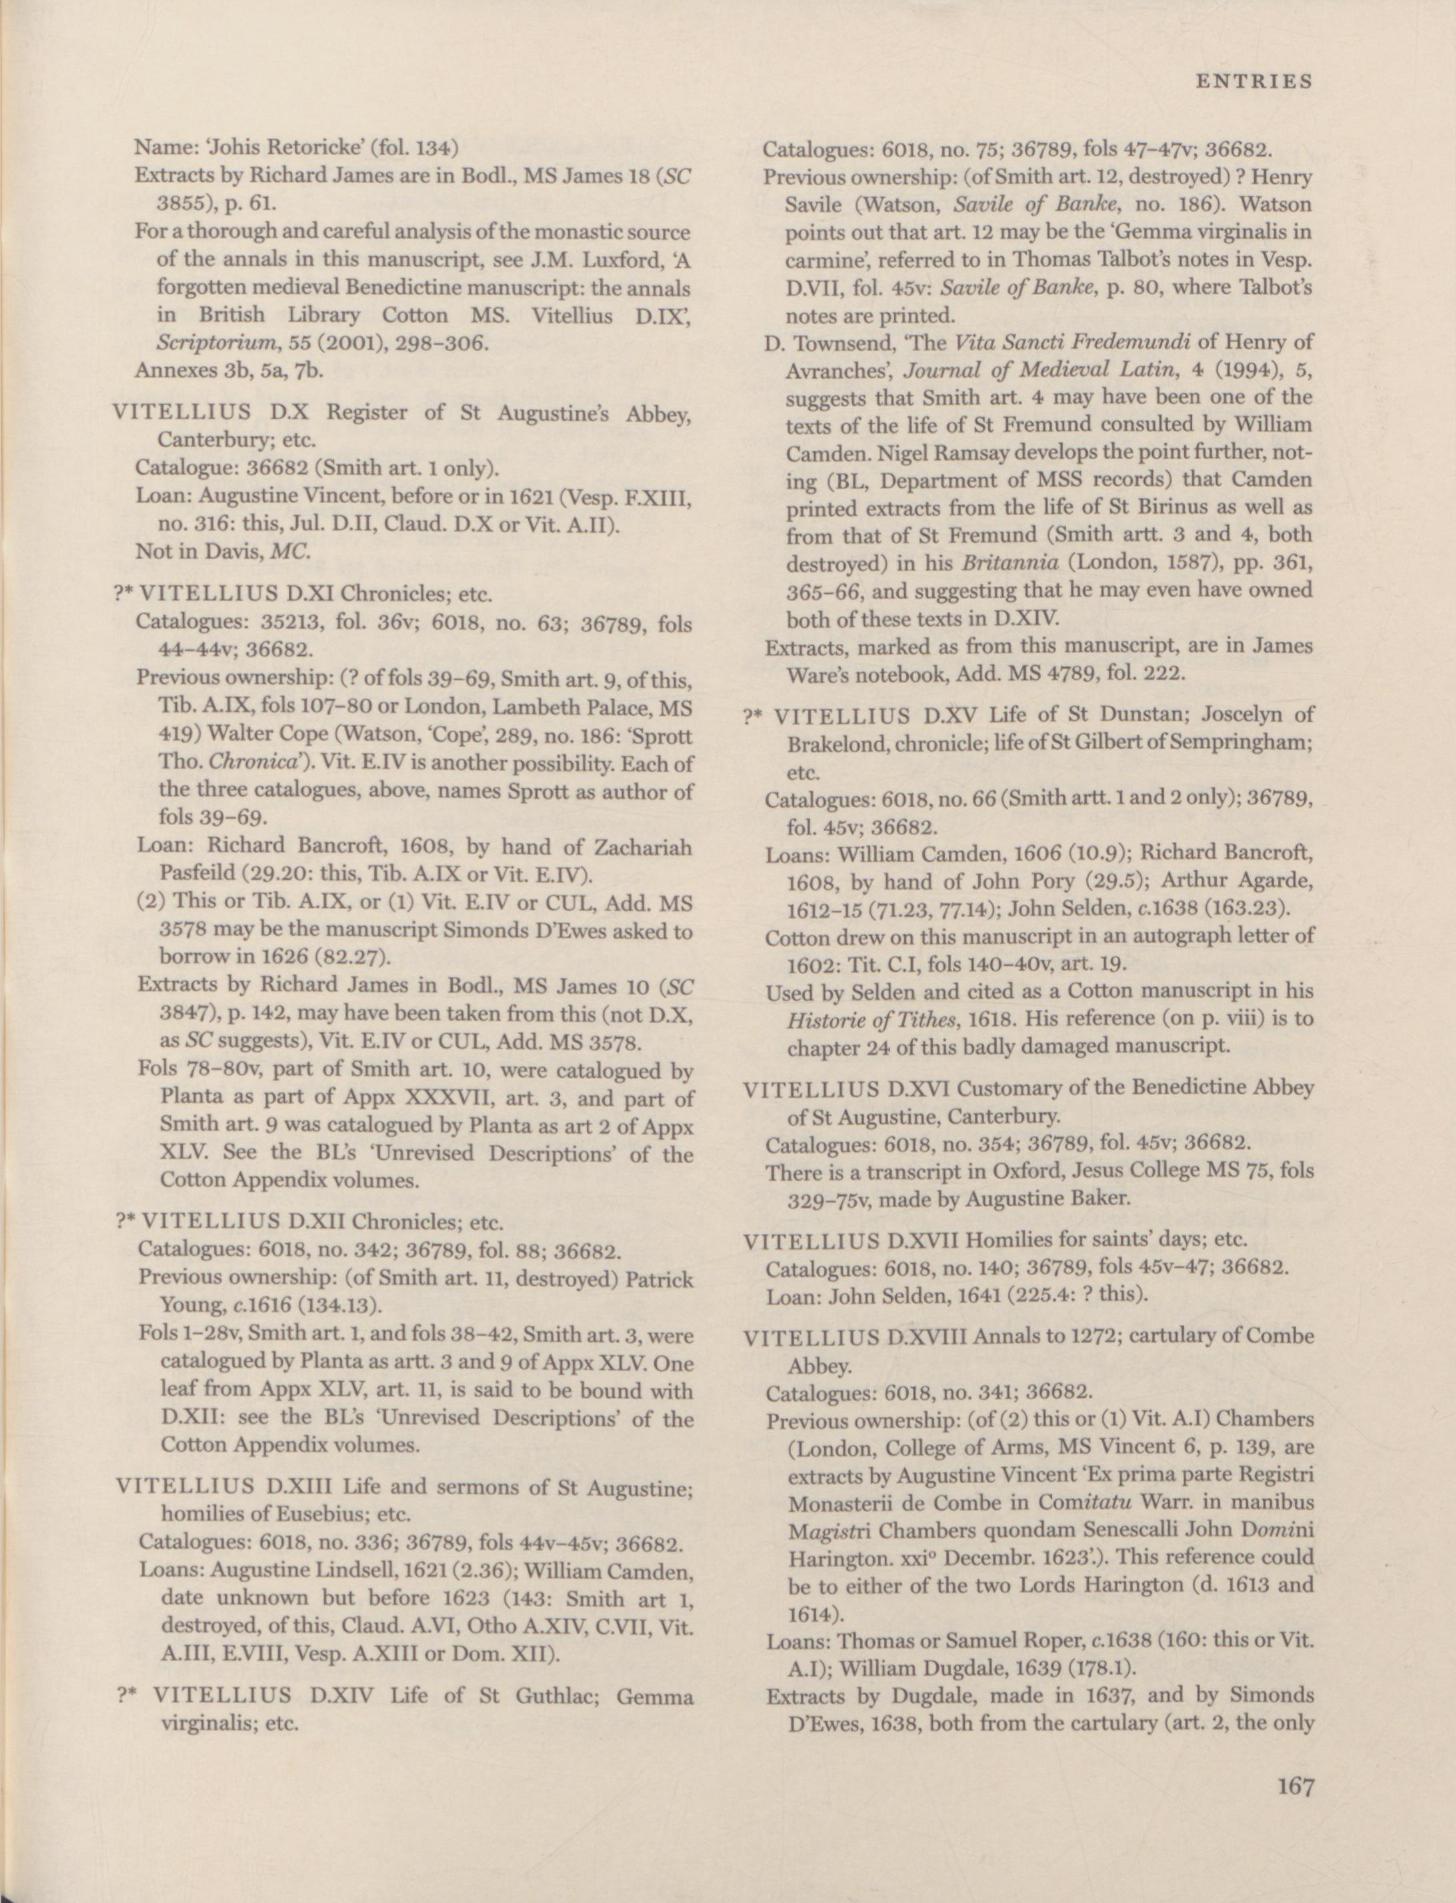 ENTRIES
Name: ‘Johis Retoricke’ (fol. 134)
Extracts by Richard James are in Bodl., MS James 18 (SC
3855), p. 61.
For a thorough and careful analysis of the monastic source
of the annals in this manuscript, see J.M. Luxford, ‘A
forgotten medieval Benedictine manuscript: the annals
in British Library Cotton MS. Vitellius D.IX’,
Scriptorium, 55 (2001), 298–306.
Annexes 3b, 5a, 7b.
VITELLIUS D.X Register of St Augustine’s Abbey,
Canterbury; etc.
Catalogue: 36682 (Smith art. 1 only).
Loan: Augustine Vincent, before or in 1621 (Vesp. F.XIII,
no. 316: this, Jul. D.II, Claud. D.X or Vit. A.II).
Not in Davis, MC.
?* VITELLIUS D.XI Chronicles; etc.
Catalogues: 35213, fol. 36v; 6018, no. 63; 36789, fols
44–44v; 36682.
Previous ownership: (? of fols 39–69, Smith art. 9, of this,
Tib. A.IX, fols 107–80 or London, Lambeth Palace, MS
419) Walter Cope (Watson, ‘Cope’, 289, no. 186: ‘Sprott
Tho. Chronica’). Vit. E.IV is another possibility. Each of
the three catalogues, above, names Sprott as author of
fols 39–69.
Loan: Richard Bancroft, 1608, by hand of Zachariah
Pasfeild (29.20: this, Tib. A.IX or Vit. E.IV).
(2) This or Tib. A.IX, or (1) Vit. E.IV or CUL, Add. MS
3578 may be the manuscript Simonds D’Ewes asked to
borrow in 1626 (82.27).
Extracts by Richard James in Bodl., MS James 10 (SC
3847), p. 142, may have been taken from this (not D.X,
as SC suggests), Vit. E.IV or CUL, Add. MS 3578.
Fols 78–80v, part of Smith art. 10, were catalogued by
Planta as part of Appx XXXVII, art. 3, and part of
Smith art. 9 was catalogued by Planta as art 2 of Appx
XLV. See the BL’s ‘Unrevised Descriptions’ of the
Cotton Appendix volumes.
?* VITELLIUS D.XII Chronicles; etc.
Catalogues: 6018, no. 342; 36789, fol. 88; 36682.
Previous ownership: (of Smith art. 11, destroyed) Patrick
Young, c.1616 (134.13).
Fols 1–28v, Smith art. 1, and fols 38–42, Smith art. 3, were
catalogued by Planta as artt. 3 and 9 of Appx XLV. One
leaf from Appx XLV, art. 11, is said to be bound with
D.XII: see the BL’s ‘Unrevised Descriptions’ of the
Cotton Appendix volumes.
VITELLIUS D.XIII Life and sermons of St Augustine;
homilies of Eusebius; etc.
Catalogues: 6018, no. 336; 36789, fols 44v–45v; 36682.
Loans: Augustine Lindsell, 1621 (2.36); William Camden,
date unknown but before 1623 (143: Smith art 1,
destroyed, of this, Claud. A.VI, Otho A.XIV, C.VII, Vit.
A.III, E.VIII, Vesp. A.XIII or Dom. XII).
?* VITELLIUS D.XIV Life of St Guthlac; Gemma
virginalis; etc.
Catalogues: 6018, no. 75; 36789, fols 47–47v; 36682.
Previous ownership: (of Smith art. 12, destroyed) ? Henry
Savile (Watson, Savile of Banke, no. 186). Watson
points out that art. 12 may be the ‘Gemma virginalis in
carmine’, referred to in Thomas Talbot’s notes in Vesp.
D.VII, fol. 45v: Savile of Banke, p. 80, where Talbot’s
notes are printed.
D. Townsend, ‘The Vita Sancti Fredemundi of Henry of
Avranches’, Journal of Medieval Latin, 4 (1994), 5,
suggests that Smith art. 4 may have been one of the
texts of the life of St Fremund consulted by William
Camden. Nigel Ramsay develops the point further, not-
ing (BL, Department of MSS records) that Camden
printed extracts from the life of St Birinus as well as
from that of St Fremund (Smith artt. 3 and 4, both
destroyed) in his Britannia (London, 1587), pp. 361,
365–66, and suggesting that he may even have owned
both of these texts in D.XIV.
Extracts, marked as from this manuscript, are in James
Ware’s notebook, Add. MS 4789, fol. 222.
?* VITELLIUS D.XV Life of St Dunstan; Joscelyn of
Brakelond, chronicle; life of St Gilbert of Sempringham;
etc.
Catalogues: 6018, no. 66 (Smith artt. 1 and 2 only); 36789,
fol. 45v; 36682.
Loans: William Camden, 1606 (10.9); Richard Bancroft,
1608, by hand of John Pory (29.5); Arthur Agarde,
1612–15 (71.23, 77.14); John Selden, c.1638 (163.23).
Cotton drew on this manuscript in an autograph letter of
1602: Tit. C.I, fols 140–40v, art. 19.
Used by Selden and cited as a Cotton manuscript in his
Historie of Tithes, 1618. His reference (on p. viii) is to
chapter 24 of this badly damaged manuscript.
VITELLIUS D.XVI Customary of the Benedictine Abbey
of St Augustine, Canterbury.
Catalogues: 6018, no. 354; 36789, fol. 45v; 36682.
There is a transcript in Oxford, Jesus College MS 75, fols
329–75v, made by Augustine Baker.
VITELLIUS D.XVII Homilies for saints’ days; etc.
Catalogues: 6018, no. 140; 36789, fols 45v–47; 36682.
Loan: John Selden, 1641 (225.4: ? this).
VITELLIUS D.XVIII Annals to 1272; cartulary of Combe
Abbey.
Catalogues: 6018, no. 341; 36682.
Previous ownership: (of (2) this or (1) Vit. A.I) Chambers
(London, College of Arms, MS Vincent 6, p. 139, are
extracts by Augustine Vincent ‘Ex prima parte Registri
Monasterii de Combe in Comitatu Warr. in manibus
Magistri Chambers quondam Senescalli John Domini
Harington. xxiº Decembr. 1623’.). This reference could
be to either of the two Lords Harington (d. 1613 and
1614).
Loans: Thomas or Samuel Roper, c.1638 (160: this or Vit.
A.I); William Dugdale, 1639 (178.1).
Extracts by Dugdale, made in 1637, and by Simonds
D’Ewes, 1638, both from the cartulary (art. 2, the only
167